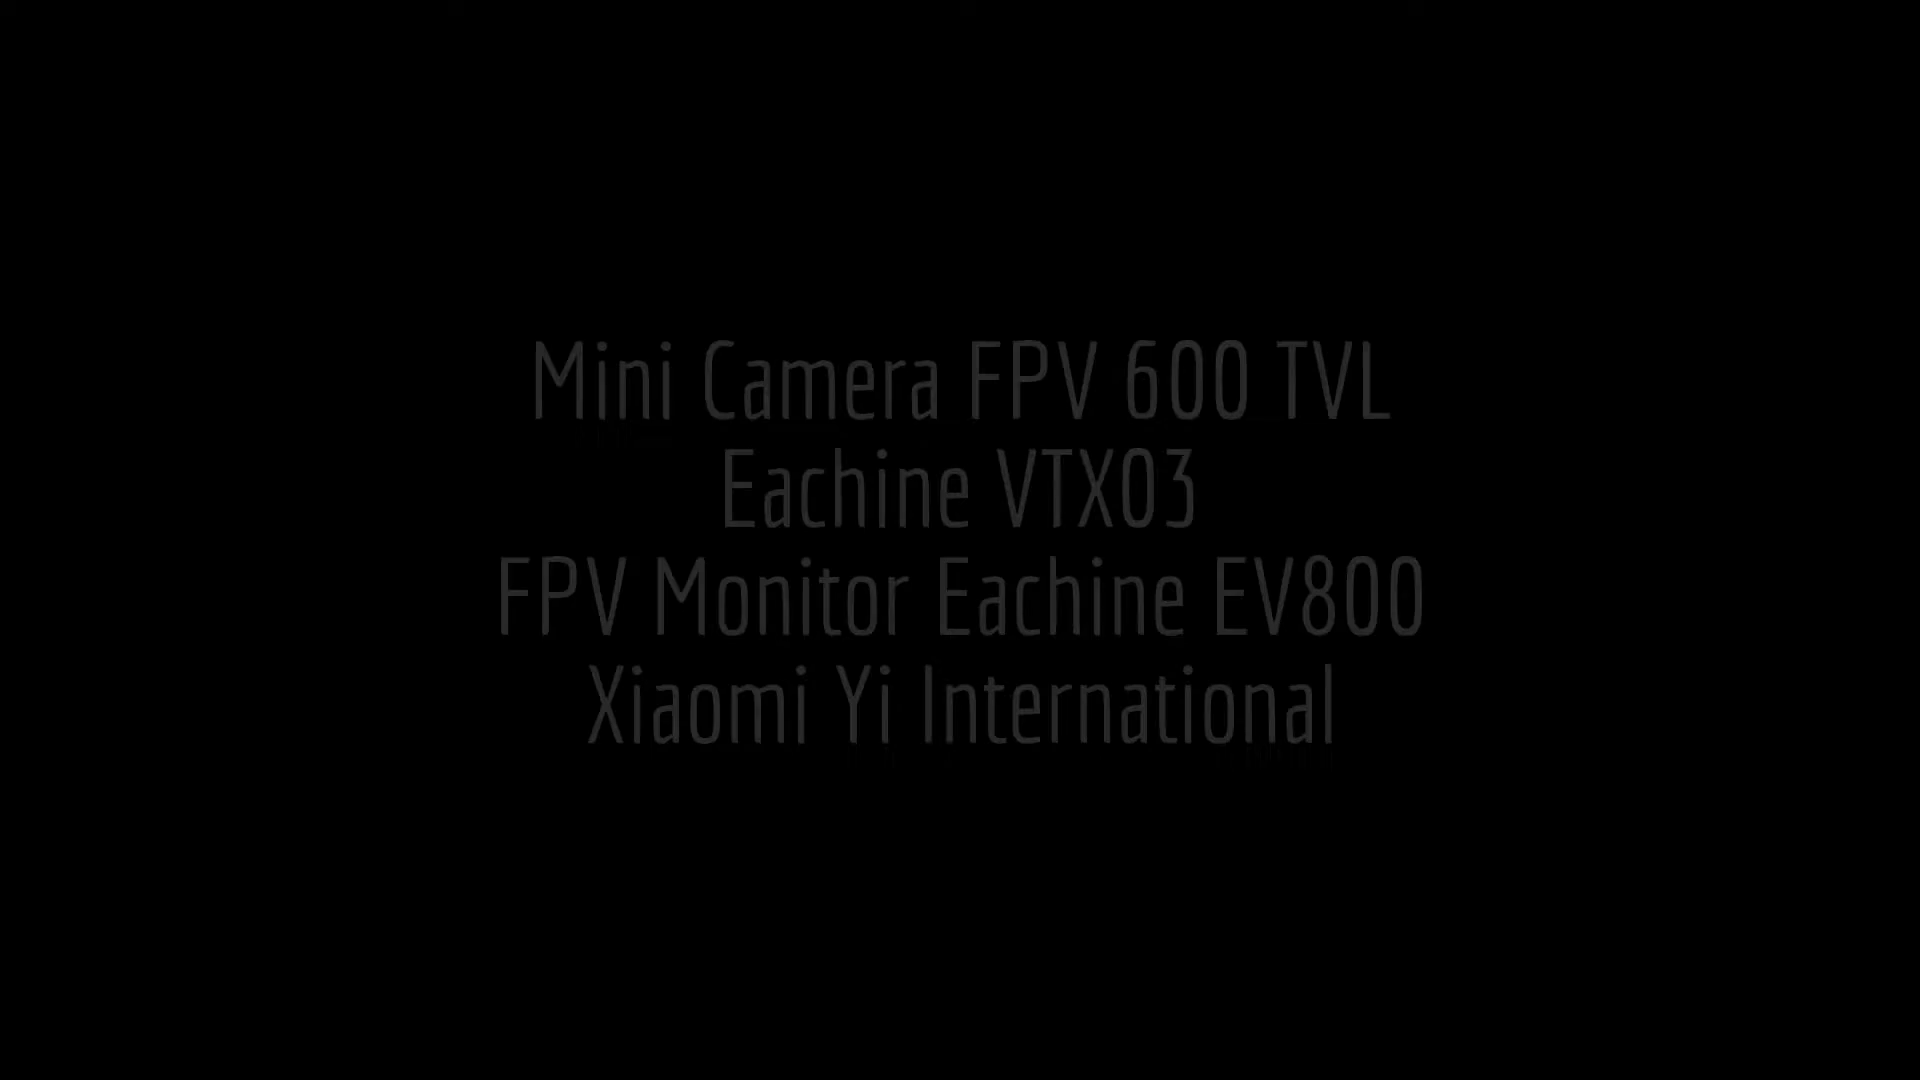 Mini Camera FPV 600 TVL
Eachine VTX03
FPV Monitor Eachine EV800
Xiaomi Yi International